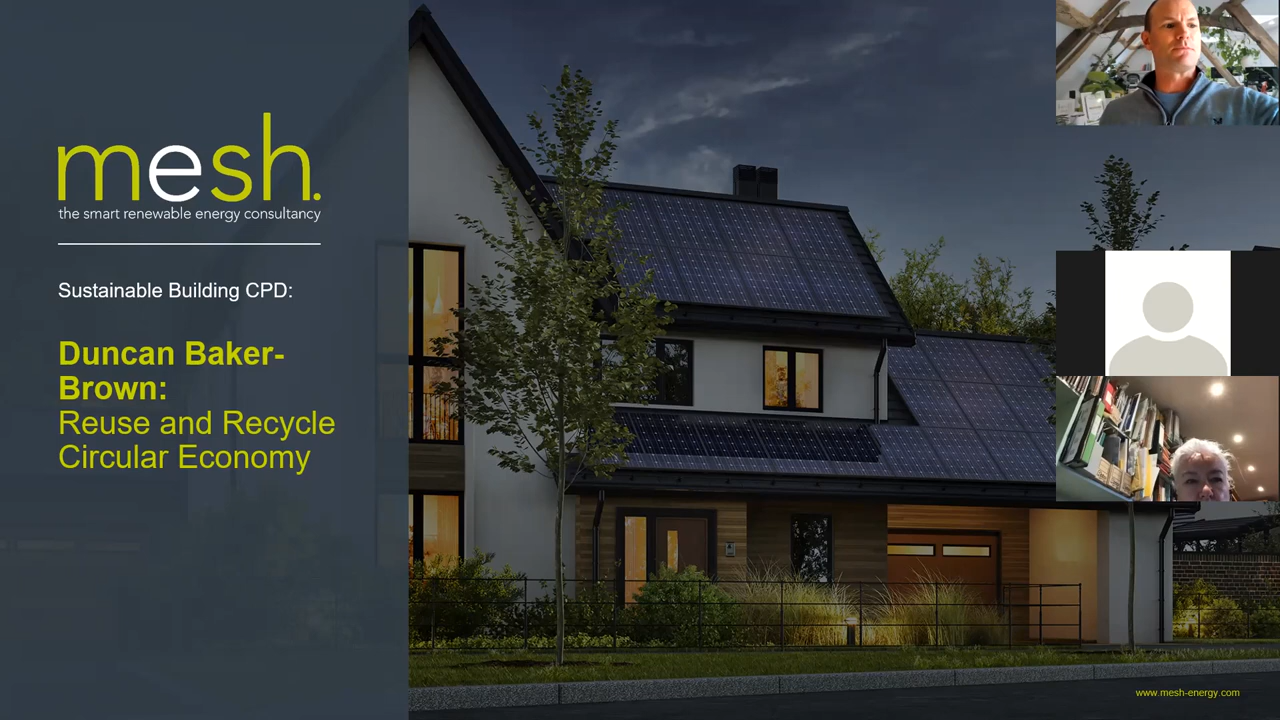 mesh.
the smart renewable energy consultancy
Sustainable Building CPD:
Duncan Baker-
Brown:
Reuse and Recycle
Circular Economy
www.mesh-energy.com